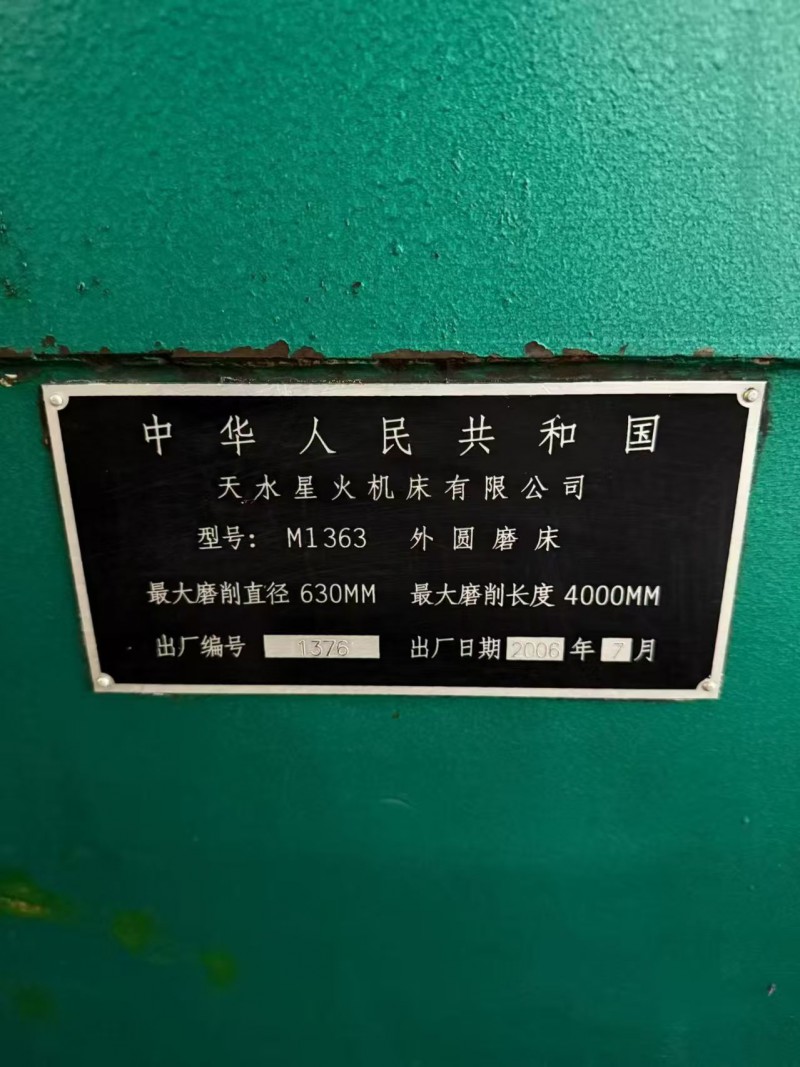 中华人民共和国
天水星火机床有限公司
型号: M1363 外圆磨床
最大磨削直径 630MM 最大磨削长度 4000MM
出厂编号 1376 出厂日期 2006 年 7 月